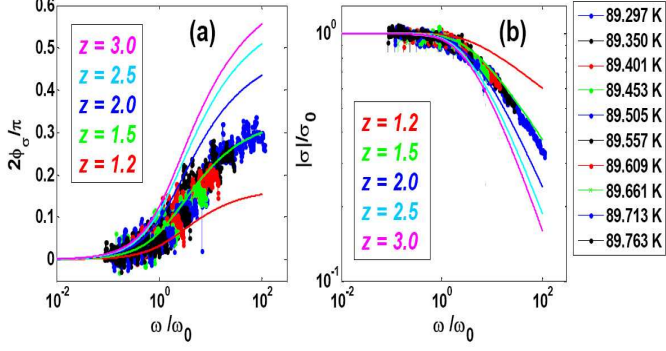 (a)
0.6
0.5
0.4
0.3
0.2
0.1
0
2ϕσ/π
z = 3.0
z = 2.5
z = 2.0
z = 1.5
z = 1.2
10⁻² 10⁰ 10²
ω/ω₀
(b)
10⁰
10⁻¹
|σ|/σ₀
z = 1.2
z = 1.5
z = 2.0
z = 2.5
z = 3.0
10⁻² 10⁰ 10²
ω/ω₀
89.297 K
89.350 K
89.401 K
89.453 K
89.505 K
89.557 K
89.609 K
89.661 K
89.713 K
89.763 K